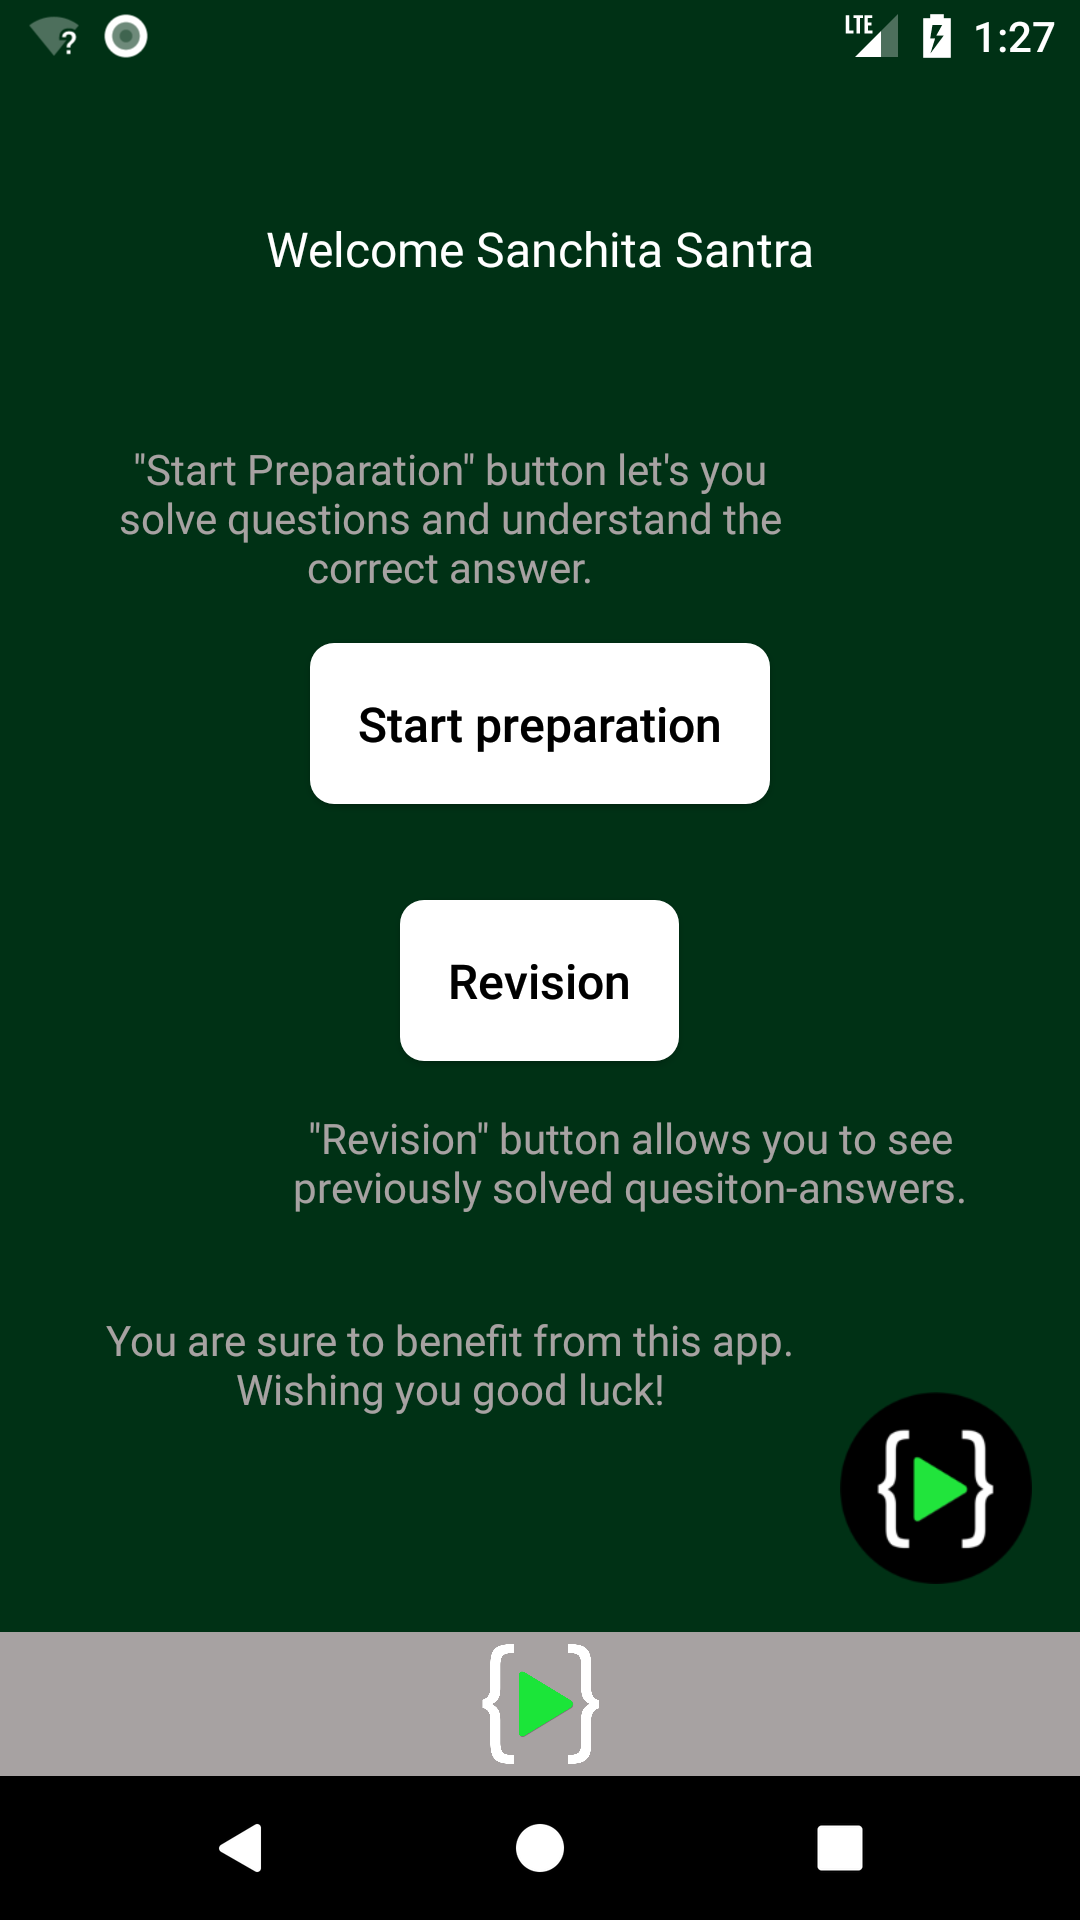 LTE 1:27
Welcome Sanchita Santra
"Start Preparation" button let's you
solve questions and understand the
correct answer.
Start preparation
Revision
"Revision" button allows you to see
previously solved quesiton-answers.
You are sure to benefit from this app.
Wishing you good luck!